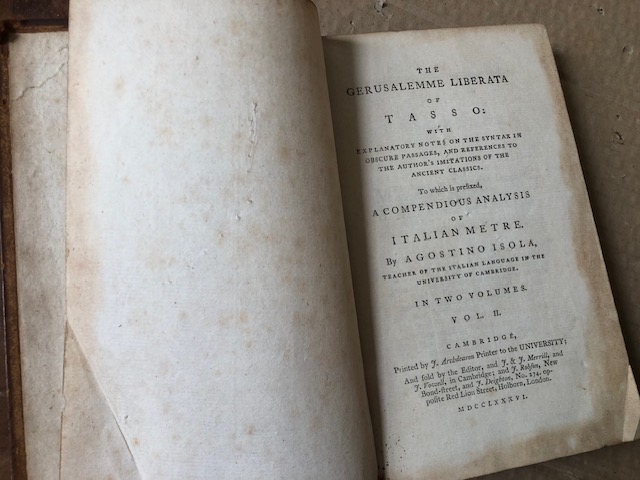 THE
GERUSALEMME LIBERATA
OF
TASSO:
WITH
EXPLANATORY NOTES ON THE SYNTAX IN
OBSCURE PASSAGES, AND REFERENCES TO
THE AUTHOR'S IMITATIONS OF THE
ANCIENT CLASSICS.
To which is prefixed,
A COMPENDIOUS ANALYSIS
OF
ITALIAN METRE.
By AGOSTINO ISOLA,
TEACHER OF THE ITALIAN LANGUAGE IN THE
UNIVERSITY OF CAMBRIDGE.
IN TWO VOLUMES.
VOL. II.
CAMBRIDGE,
Printed by J. Archdeacon Printer to the UNIVERSITY;
And ſold by the Editor, and J. & J. Merrill, and
J. Vowell, in Cambridge; and J. Robſon, New
Bond-ſtreet, and J. Deighton, No. 274, op-
poſite Red Lion Street, Holborn, London.
MDCCLXXXVI.